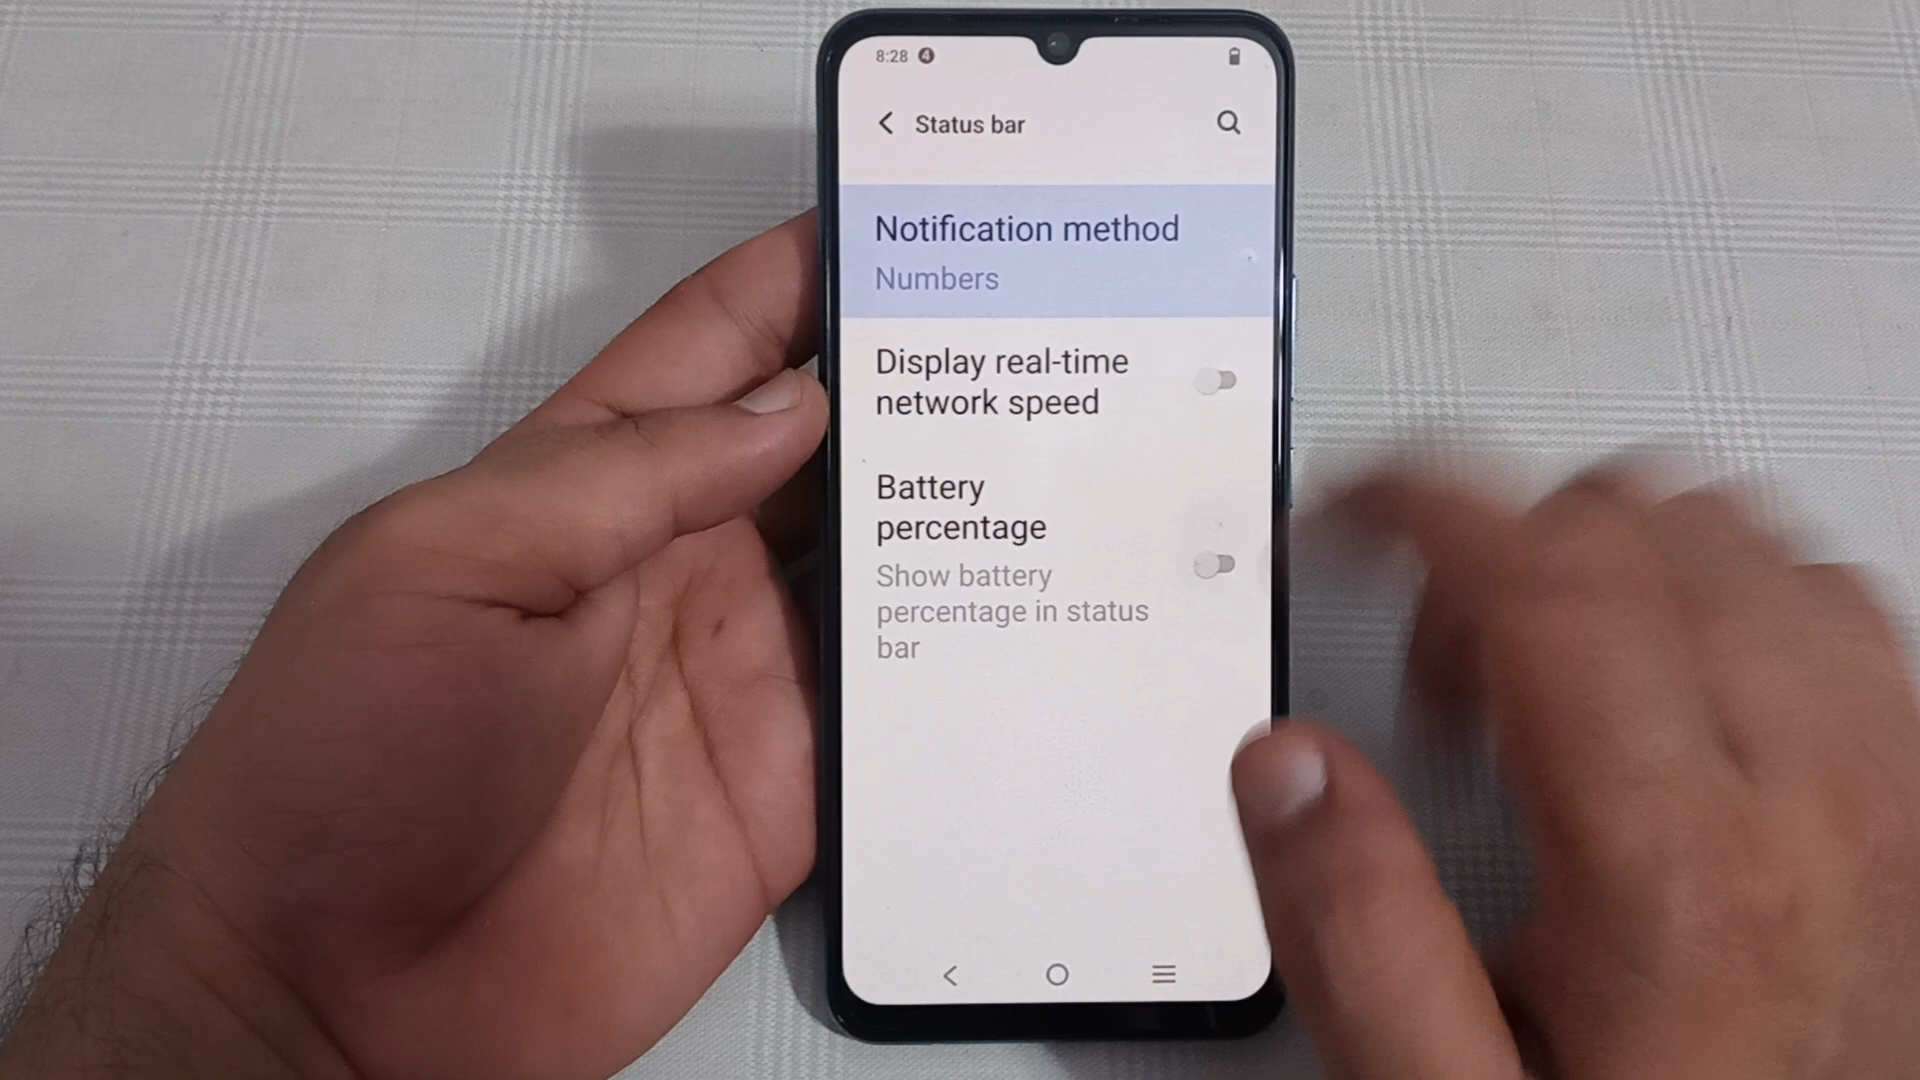 8:28 4
Status bar
Notification method
Numbers
Display real-time
network speed
Battery
percentage
Show battery
percentage in status
bar